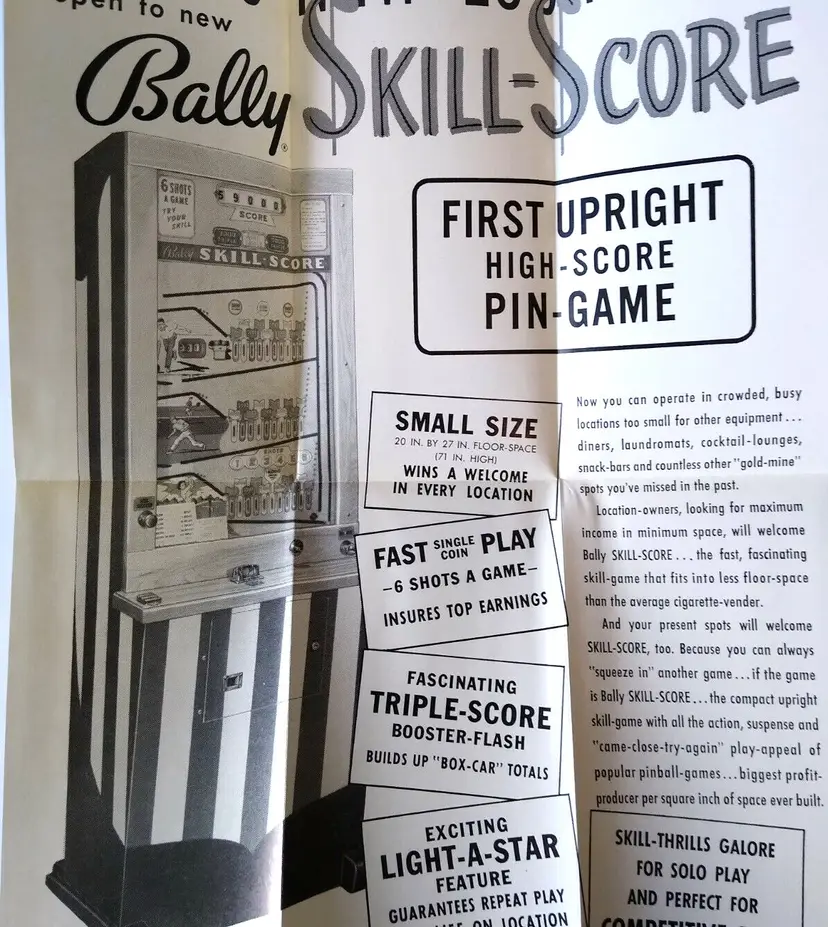 open to new
Bally
SKILL-SCORE
6 SHOTS
A GAME
TRY
YOUR
SKILL
59000
SCORE
Bally SKILL-SCORE
FIRST UPRIGHT
HIGH-SCORE
PIN-GAME
SMALL SIZE
20 IN. BY 27 IN. FLOOR-SPACE
(71 IN. HIGH)
WINS A WELCOME
IN EVERY LOCATION
FAST SINGLE COIN PLAY
—6 SHOTS A GAME—
INSURES TOP EARNINGS
FASCINATING
TRIPLE-SCORE
BOOSTER-FLASH
BUILDS UP "BOX-CAR" TOTALS
EXCITING
LIGHT-A-STAR
FEATURE
GUARANTEES REPEAT PLAY
ON LOCATION
Now you can operate in crowded, busy
locations too small for other equipment...
diners, laundromats, cocktail-lounges,
snack-bars and countless other "gold-mine"
spots you've missed in the past.
Location-owners, looking for maximum
income in minimum space, will welcome
Bally SKILL-SCORE...the fast, fascinating
skill-game that fits into less floor-space
than the average cigarette-vender.
And your present spots will welcome
SKILL-SCORE, too. Because you can always
"squeeze in" another game...if the game
is Bally SKILL-SCORE...the compact upright
skill-game with all the action, suspense and
"came-close-try-again" play-appeal of
popular pinball-games...biggest profit-
producer per square inch of space ever built.
SKILL-THRILLS GALORE
FOR SOLO PLAY
AND PERFECT FOR
COMPETITIVE